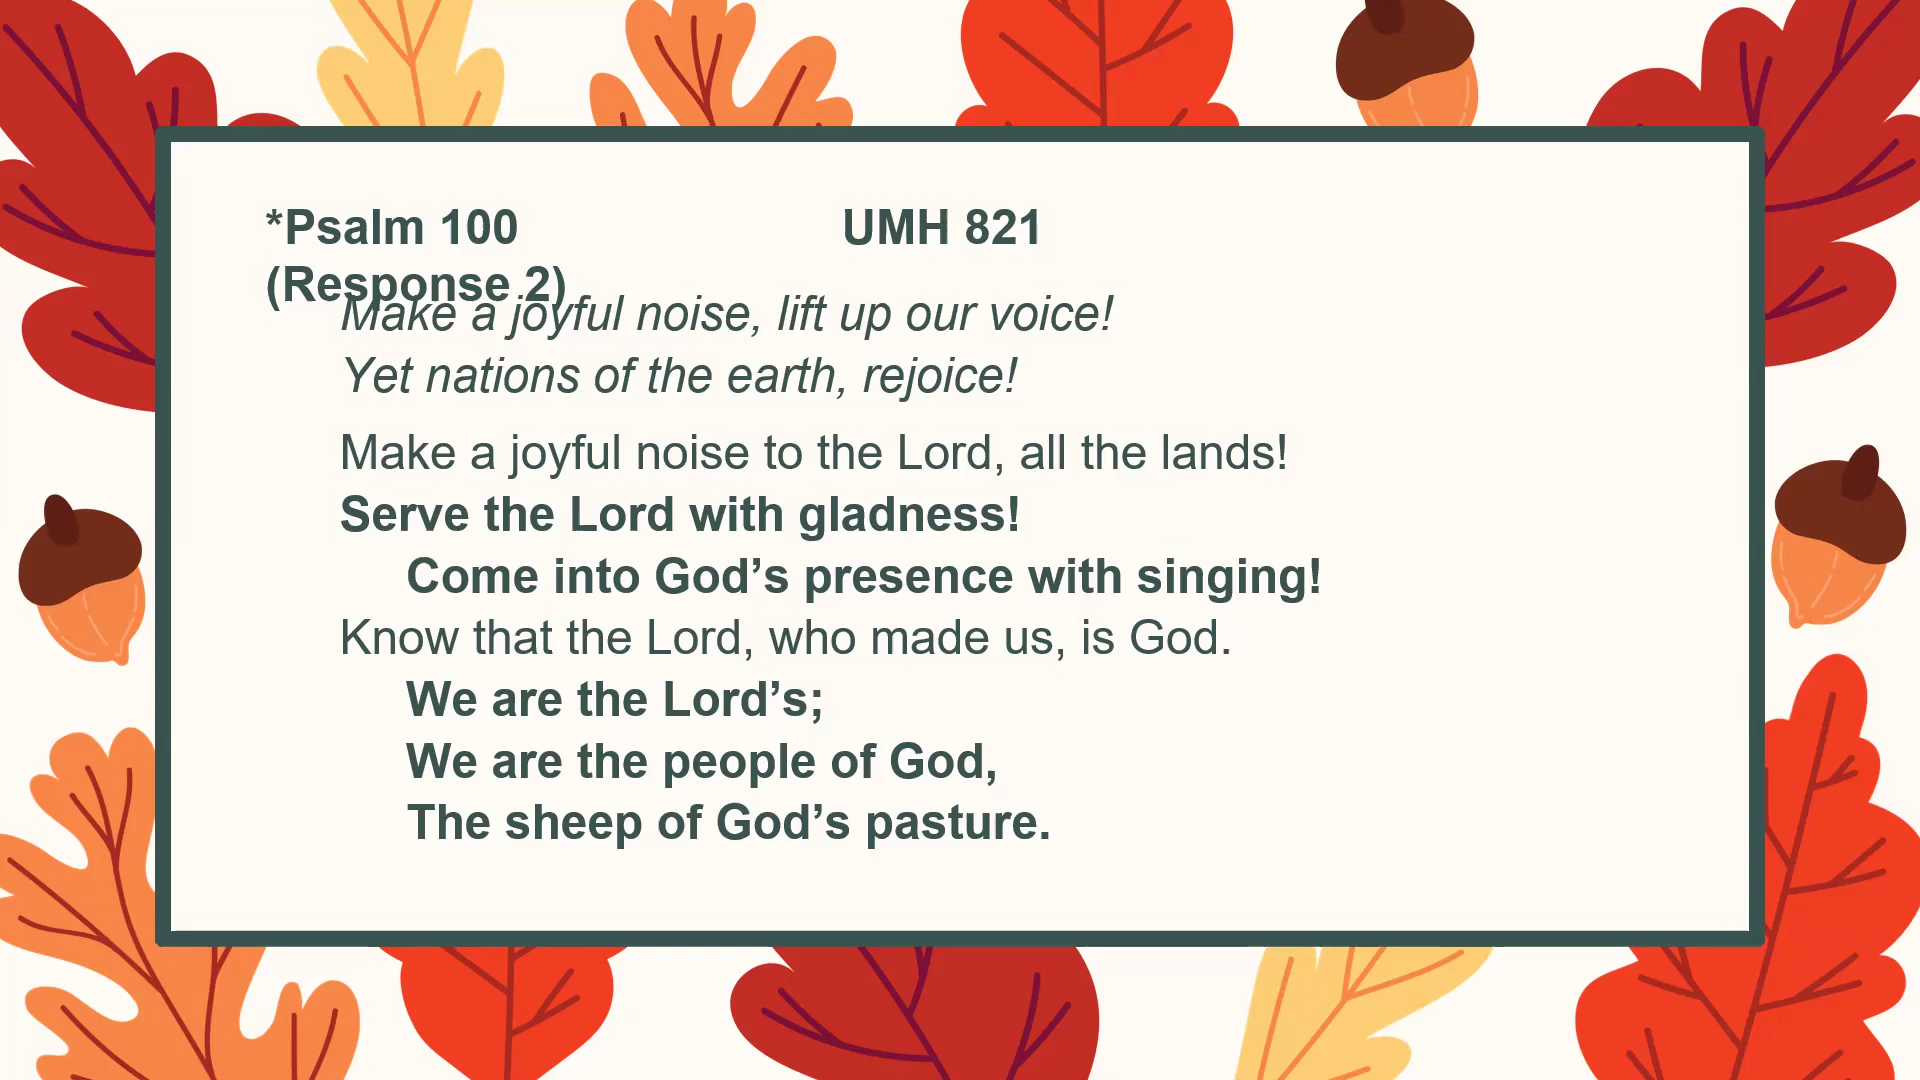 *Psalm 100 UMH 821
(Response 2)
Make a joyful noise, lift up our voice!
Yet nations of the earth, rejoice!
Make a joyful noise to the Lord, all the lands!
Serve the Lord with gladness!
Come into God’s presence with singing!
Know that the Lord, who made us, is God.
We are the Lord’s;
We are the people of God,
The sheep of God’s pasture.